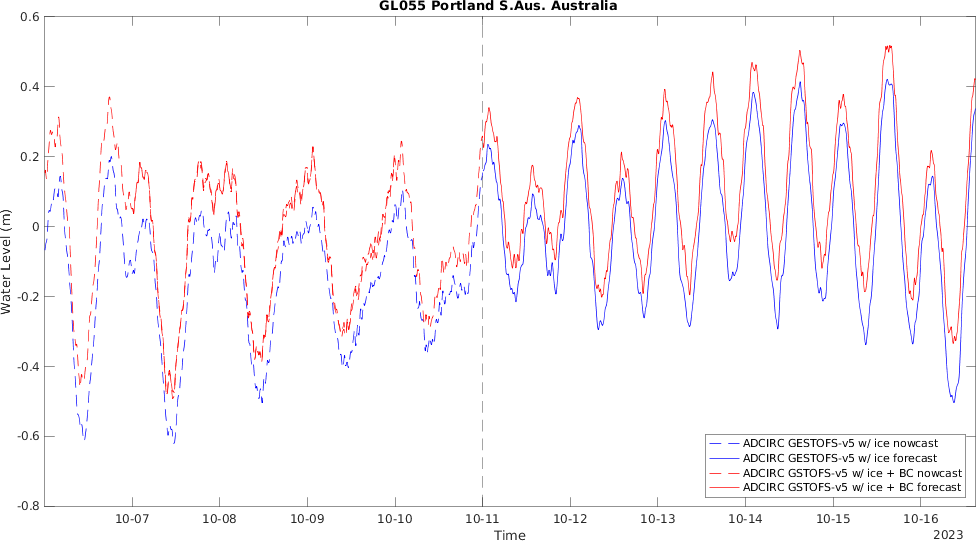 GL055 Portland S.Aus. Australia
0.6
0.4
0.2
0
-0.2
-0.4
-0.6
-0.8
Water Level (m)
ADCIRC GESTOFS-v5 w/ ice nowcast
ADCIRC GESTOFS-v5 w/ ice forecast
ADCIRC GSTOFS-v5 w/ ice + BC nowcast
ADCIRC GSTOFS-v5 w/ ice + BC forecast
10-07 10-08 10-09 10-10 10-11 10-12 10-13 10-14 10-15 10-16
Time
2023